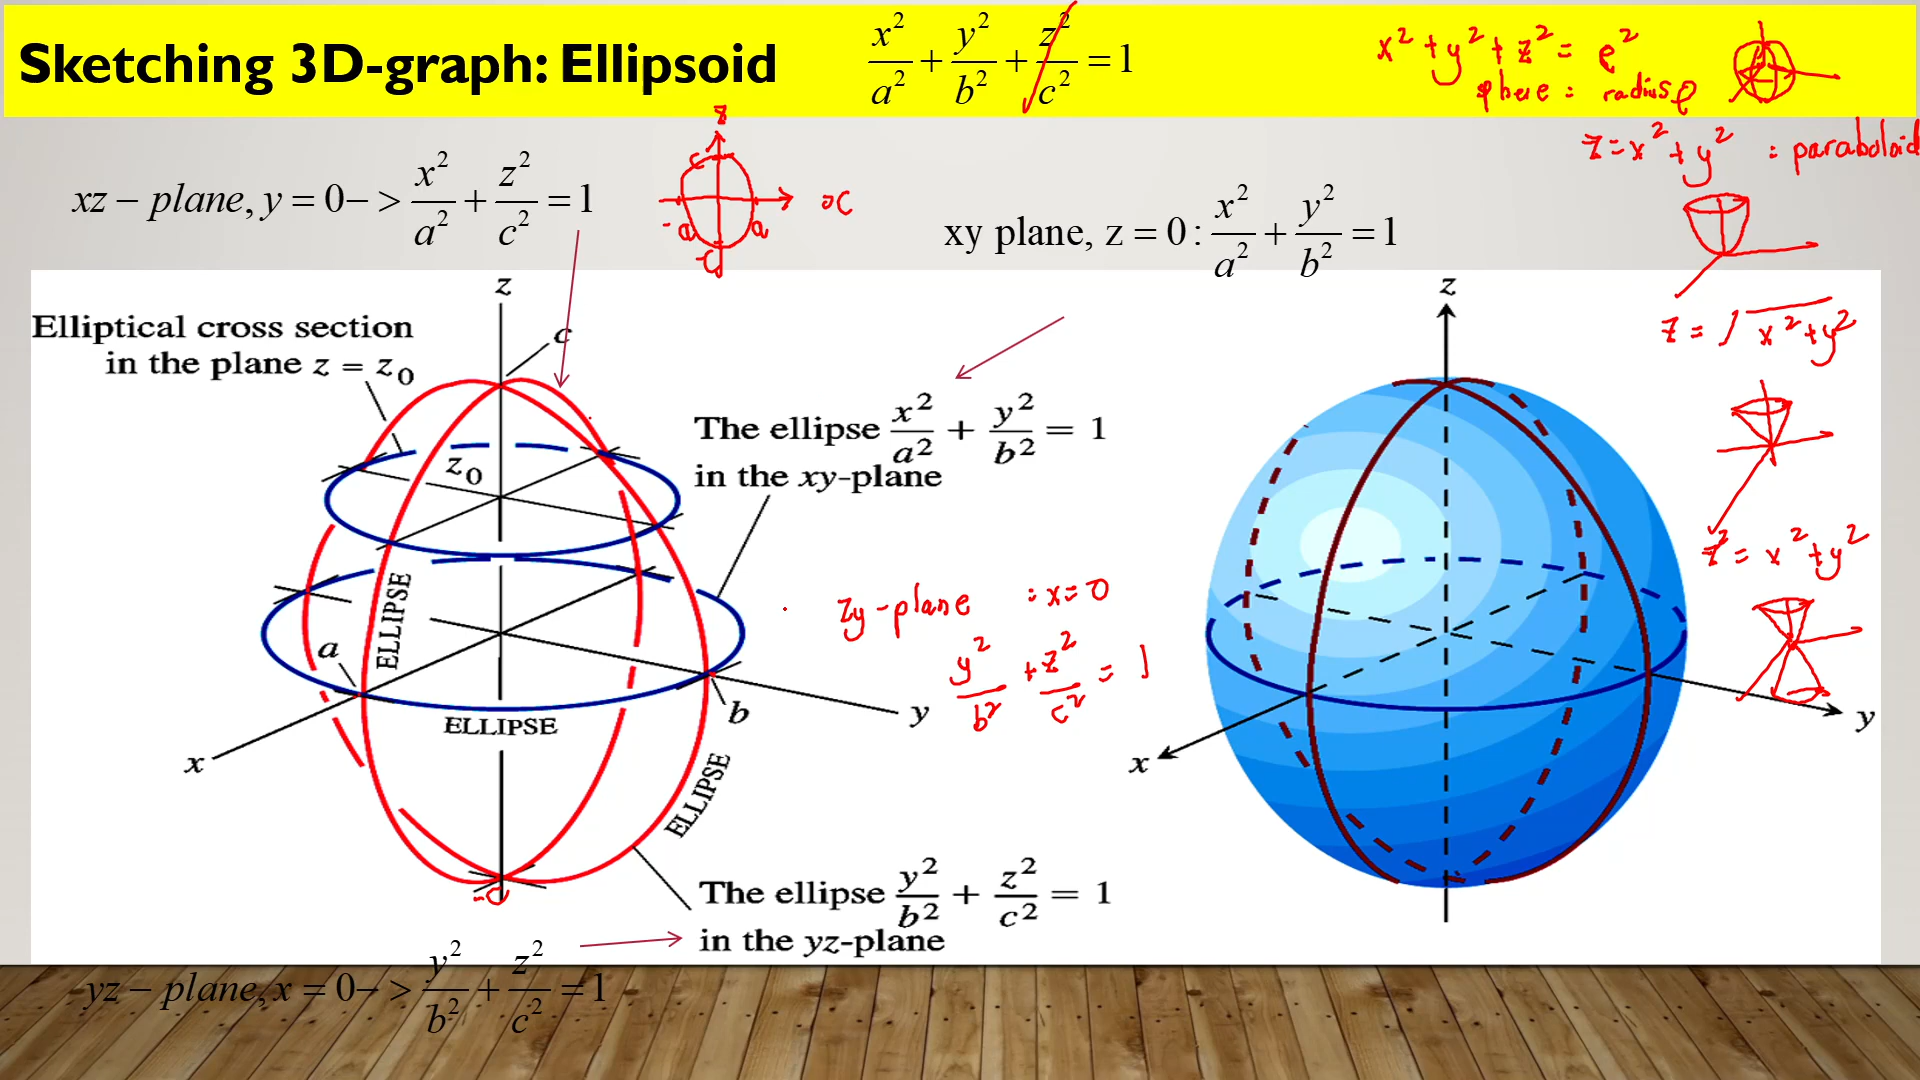 Sketching 3D-graph: Ellipsoid
x²/a² + y²/b² + z²/c² = 1
x² + y² + z² = ρ²
sphere : radius ρ
z = x² + y² : paraboloid
xz – plane, y = 0– > x²/a² + z²/c² = 1
z
c
x
-a
a
-c
xy plane, z = 0 : x²/a² + y²/b² = 1
z = √x² + y²
z² = x² + y²
Elliptical cross section
in the plane z = z₀
z
c
z₀
The ellipse x²/a² + y²/b² = 1
in the xy-plane
ELLIPSE
a
ELLIPSE
b
y
x
ELLIPSE
-c
zy-plane : x = 0
y²/b² + z²/c² = 1
The ellipse y²/b² + z²/c² = 1
in the yz-plane
z
x
y
yz – plane, x = 0– > y²/b² + z²/c² = 1